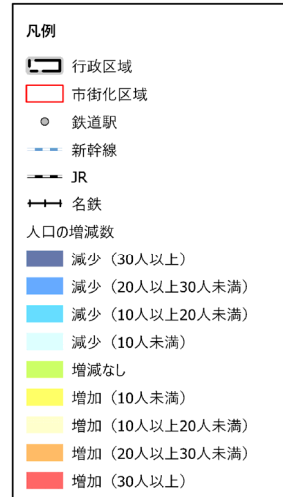 凡例
行政区域
市街化区域
鉄道駅
新幹線
JR
名鉄
人口の増減数
減少（30人以上）
減少（20人以上30人未満）
減少（10人以上20人未満）
減少（10人未満）
増減なし
増加（10人未満）
増加（10人以上20人未満）
増加（20人以上30人未満）
増加（30人以上）